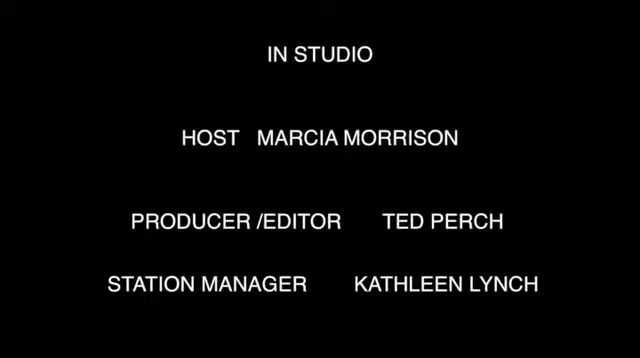 IN STUDIO
HOST MARCIA MORRISON
PRODUCER /EDITOR TED PERCH
STATION MANAGER KATHLEEN LYNCH